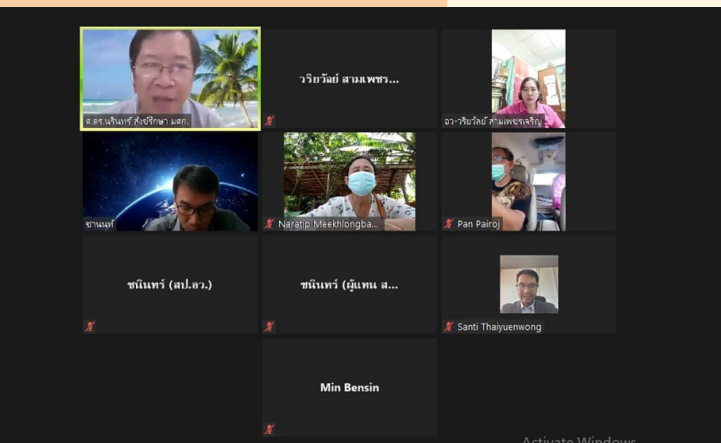 วริยวัลย์ สามเพชร...
ศ.ดร.นรินทร์ สังข์รักษา มศก.
อว-วริยวัลย์ สามเพชรเจริญ
ชานนท์
Naratip Meekhlongba...
Pan Pairoj
ชนินทร์ (สป.อว.)
ชนินทร์ (ผู้แทน ส...
Santi Thaiyuenwong
Min Bensin
Activate Windows